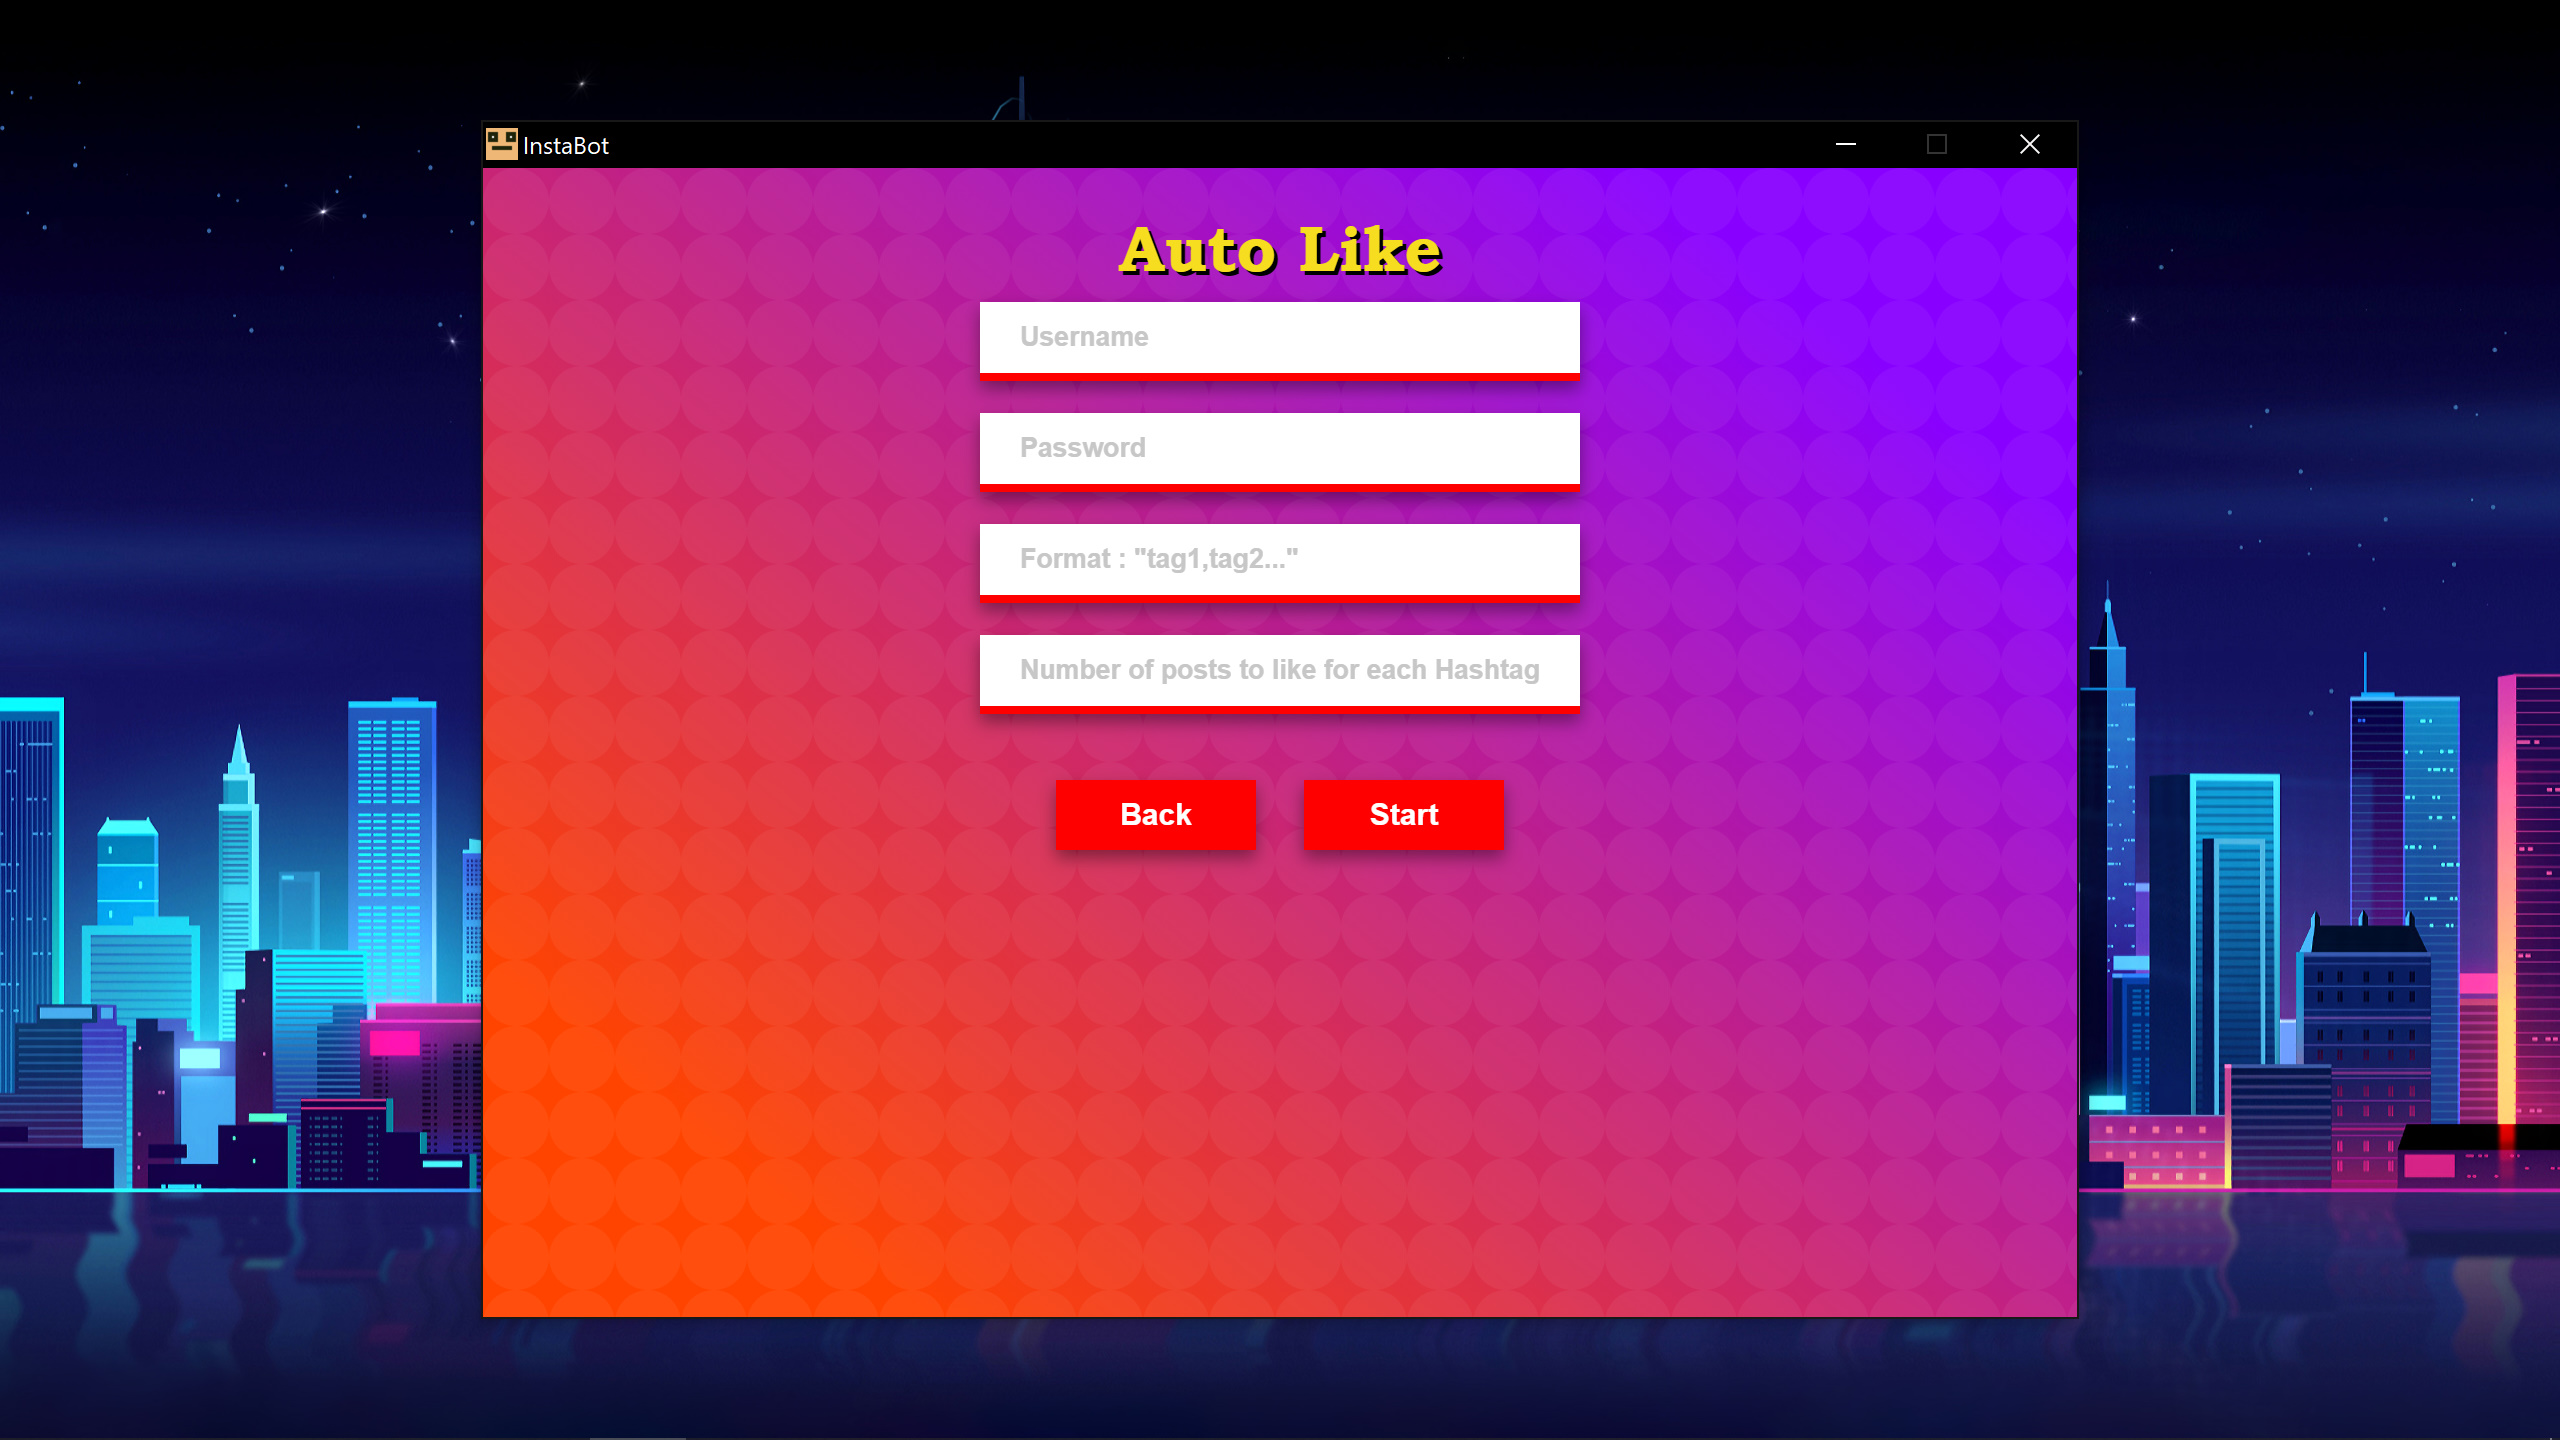 InstaBot
Auto Like
Username
Password
Format : "tag1,tag2..."
Number of posts to like for each Hashtag
Back
Start